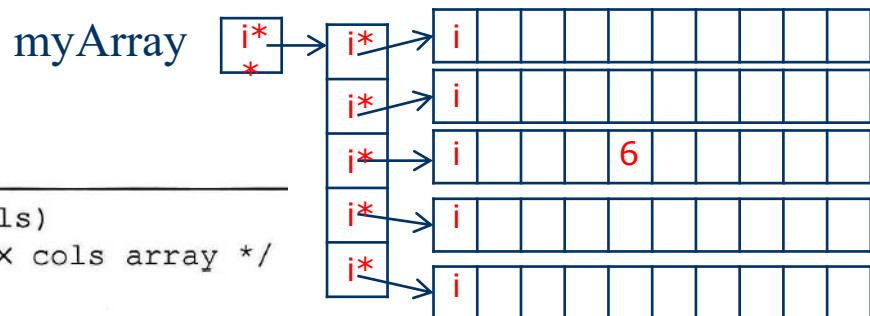 myArray i** i* i
i* i
i* i 6
ls)
i* i
x cols array */
i* i